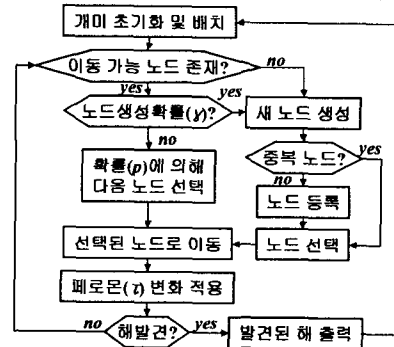 개미 초기화 및 배치
이동 가능 노드 존재?
no
yes
노드생성확률(γ)?
yes
새 노드 생성
no
중복 노드?
yes
확률(p)에 의해
다음 노드 선택
no
노드 등록
선택된 노드로 이동
노드 선택
페로몬(τ) 변화 적용
no
해발견?
yes
발견된 해 출력